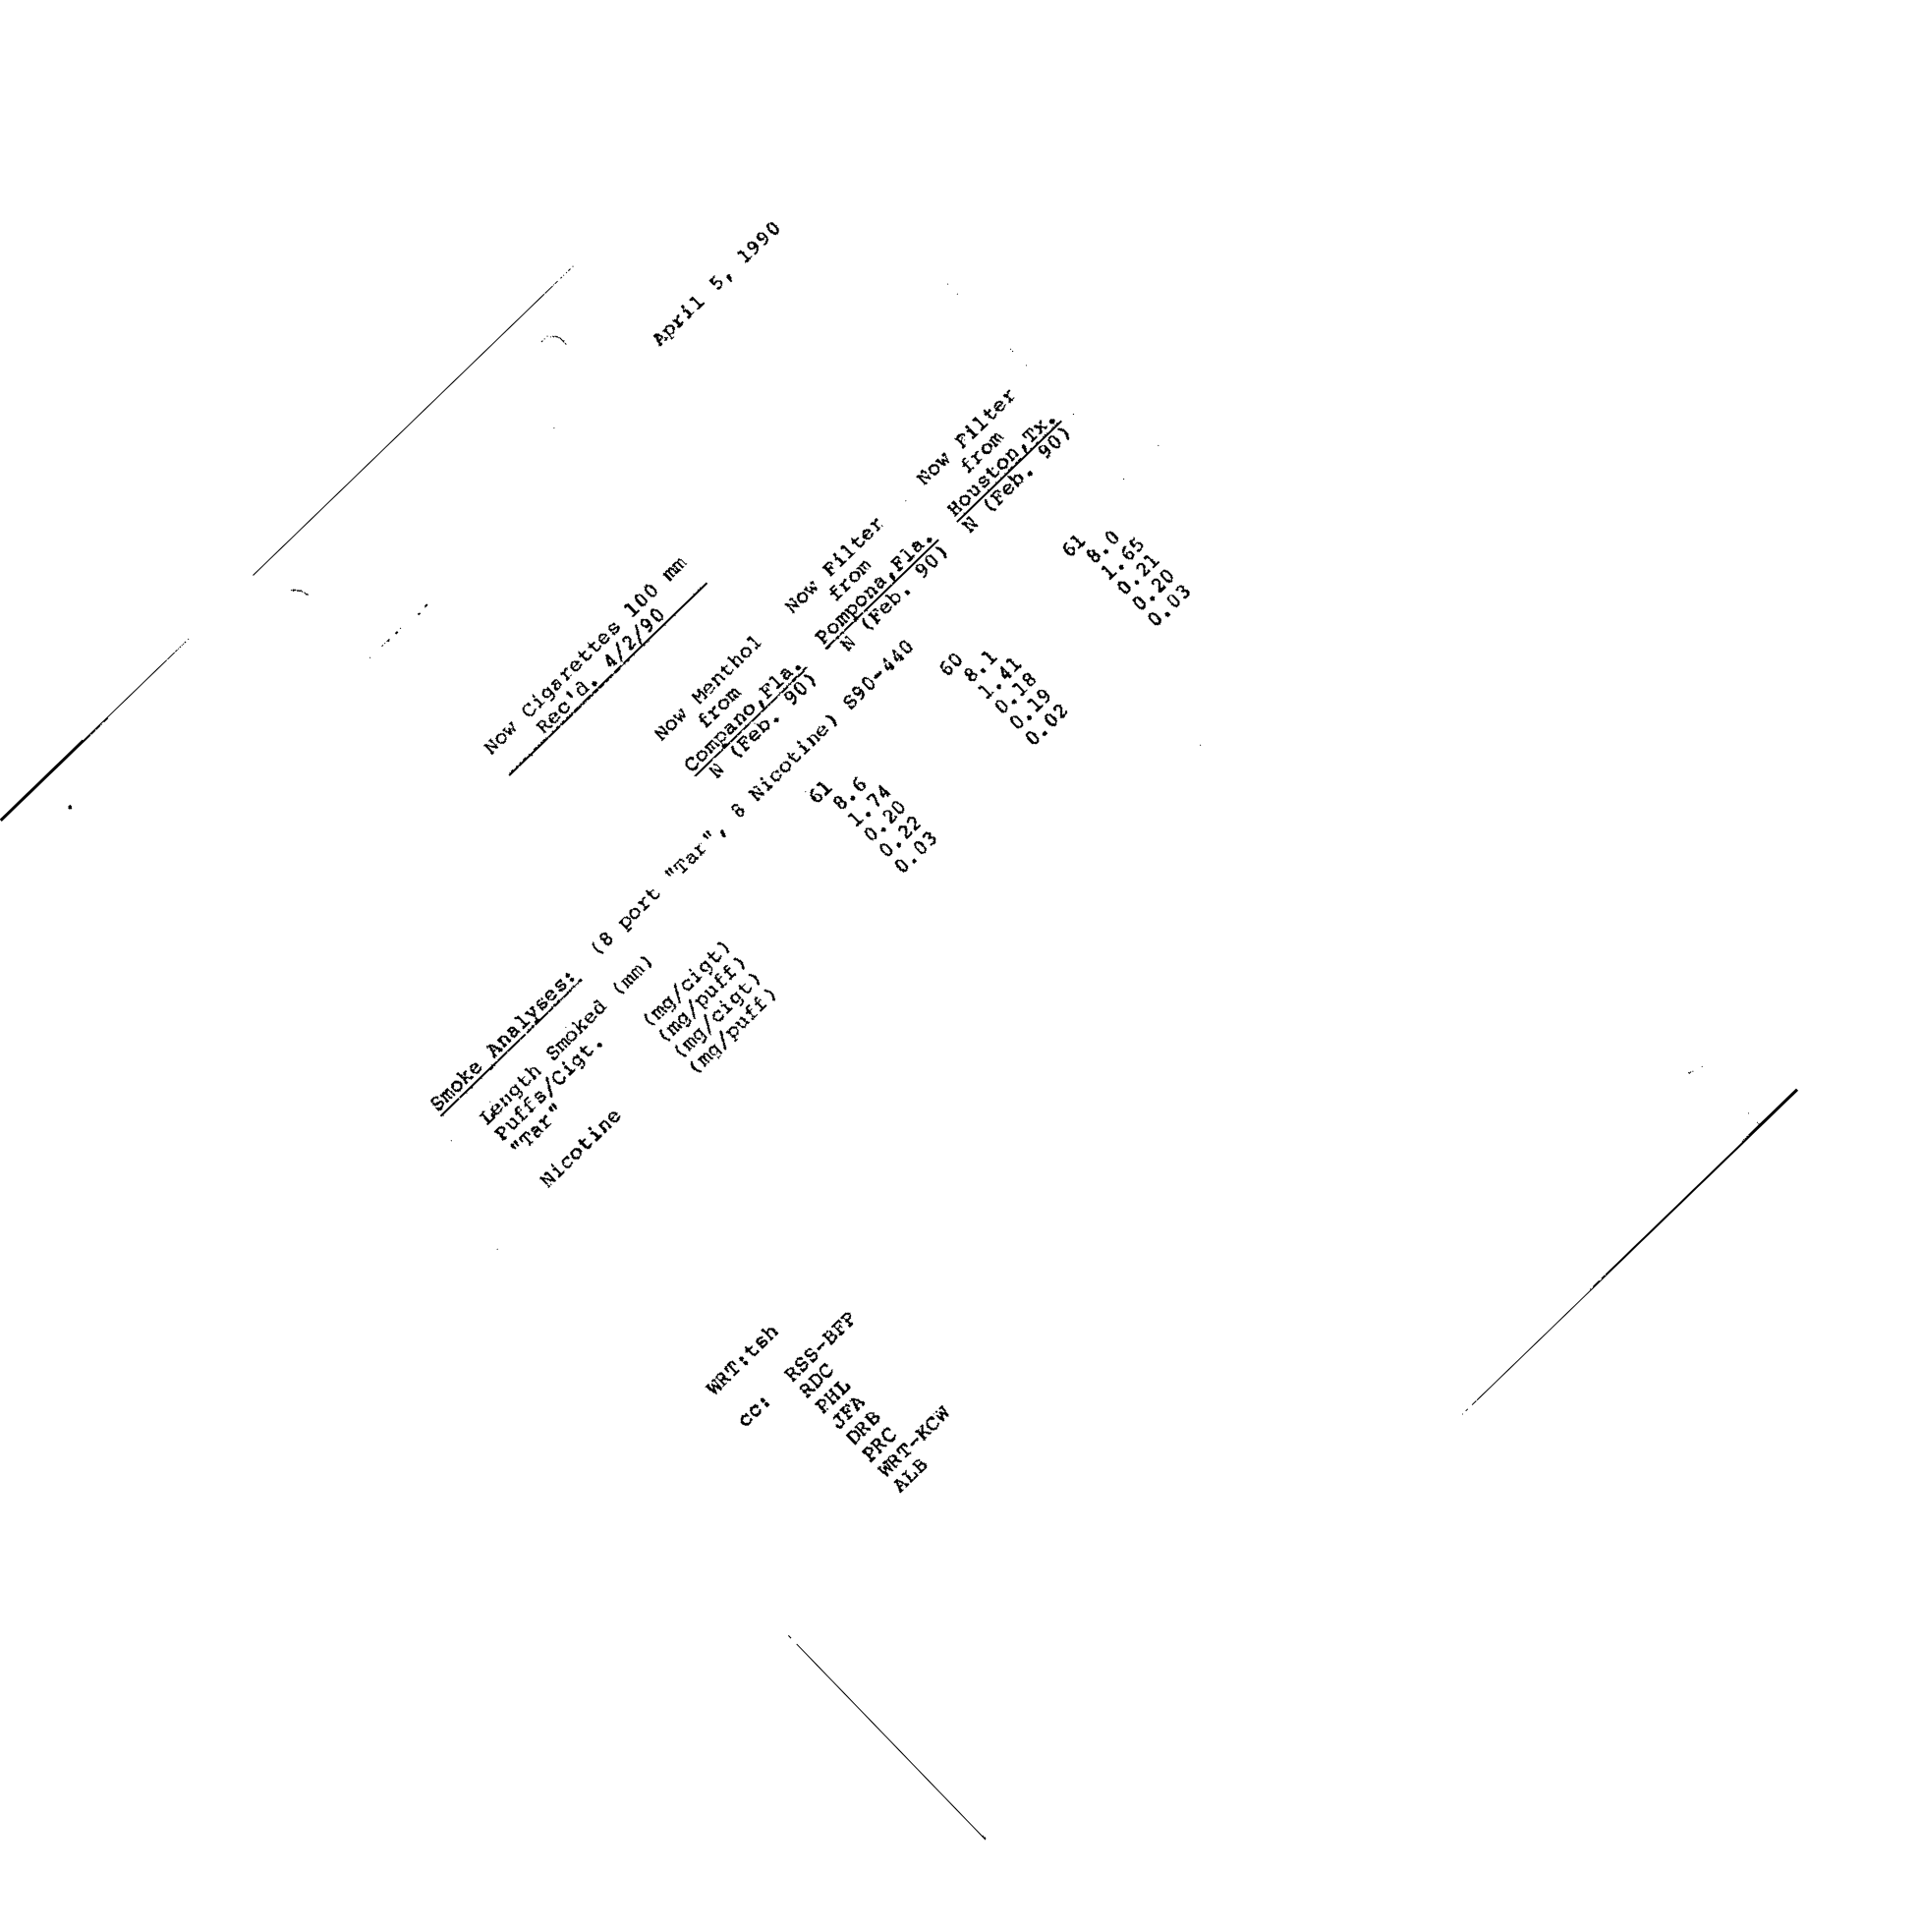 April 5, 1990
Now Cigarettes 100 mm
Rec'd. 4/2/90
Now Menthol Now Filter Now Filter
from from from
Compano,Fla. Pompona,Fla. Houston,Tx.
N (Feb. 90) N (Feb. 90) N (Feb. 90)
Smoke Analyses: (8 port "Tar", 8 Nicotine) S90-440
Length Smoked (mm) 61 60 61
Puffs/Cigt. 8.6 8.1 8.0
"Tar" (mg/cigt) 1.74 1.41 1.65
(mg/puff) 0.20 0.18 0.21
Nicotine (mg/cigt) 0.22 0.19 0.20
(mg/puff) 0.03 0.02 0.03
WRT:tsh
cc: RSS-BFP
RDC
PHL
JFA
DRB
PRC
WRT-KCW
ALB